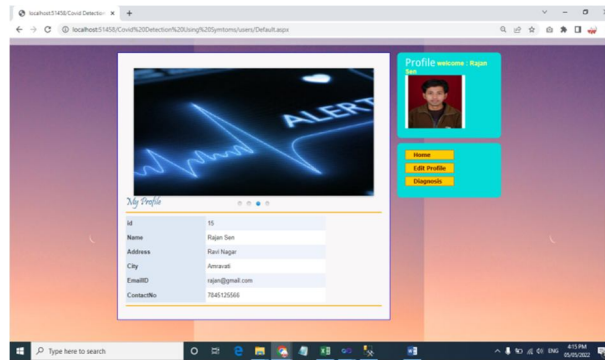 localhost:51458/Covid Detection
localhost:51458/Covid%20Detection%20Using%20Symtoms/users/Default.aspx
ALERT
Profile welcome : Rajan Sen
Home
Edit Profile
Diagnosis
My Profile
id 15
Name Rajan Sen
Address Ravi Nagar
City Amravati
EmailID rajan@gmail.com
ContactNo 7845125566
Type here to search
ENG
4:15 PM
05/05/2022